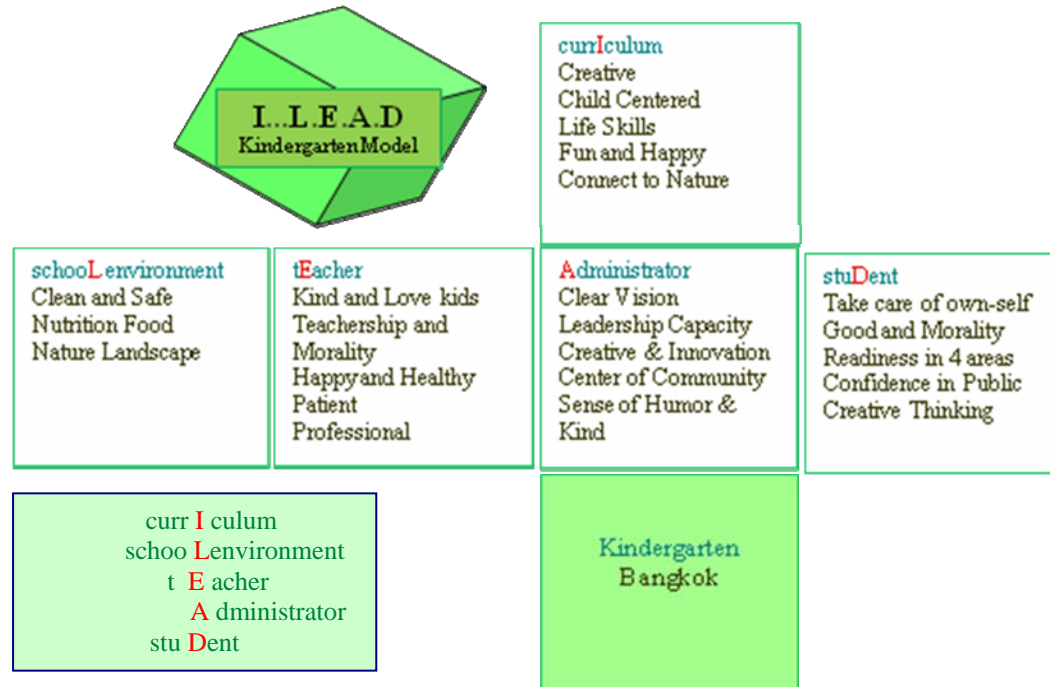 I...L.E.A.D
Kindergarten Model
currIculum
Creative
Child Centered
Life Skills
Fun and Happy
Connect to Nature
schooL environment
Clean and Safe
Nutrition Food
Nature Landscape
tEacher
Kind and Love kids
Teachership and
Morality
Happy and Healthy
Patient
Professional
Administrator
Clear Vision
Leadership Capacity
Creative & Innovation
Center of Community
Sense of Humor &
Kind
stuDent
Take care of own-self
Good and Morality
Readiness in 4 areas
Confidence in Public
Creative Thinking
curr I culum
schoo Lenvironment
t E acher
A dministrator
stu Dent
Kindergarten
Bangkok